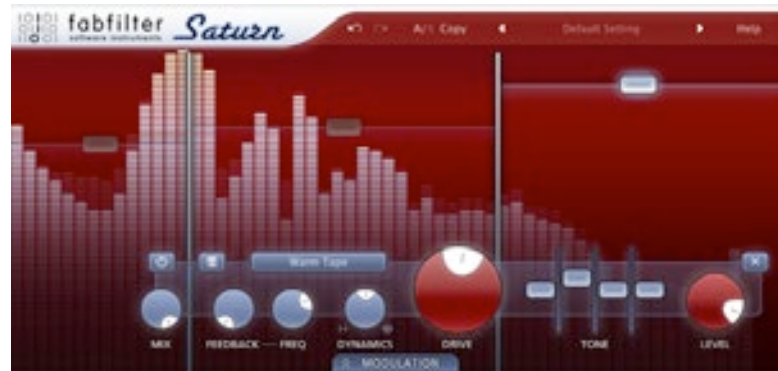 fabfilter Saturn
software instruments
A/B Copy
Default Setting
Help
Warm Tape
MIX FEEDBACK FREQ DYNAMICS DRIVE TONE LEVEL
MODULATION